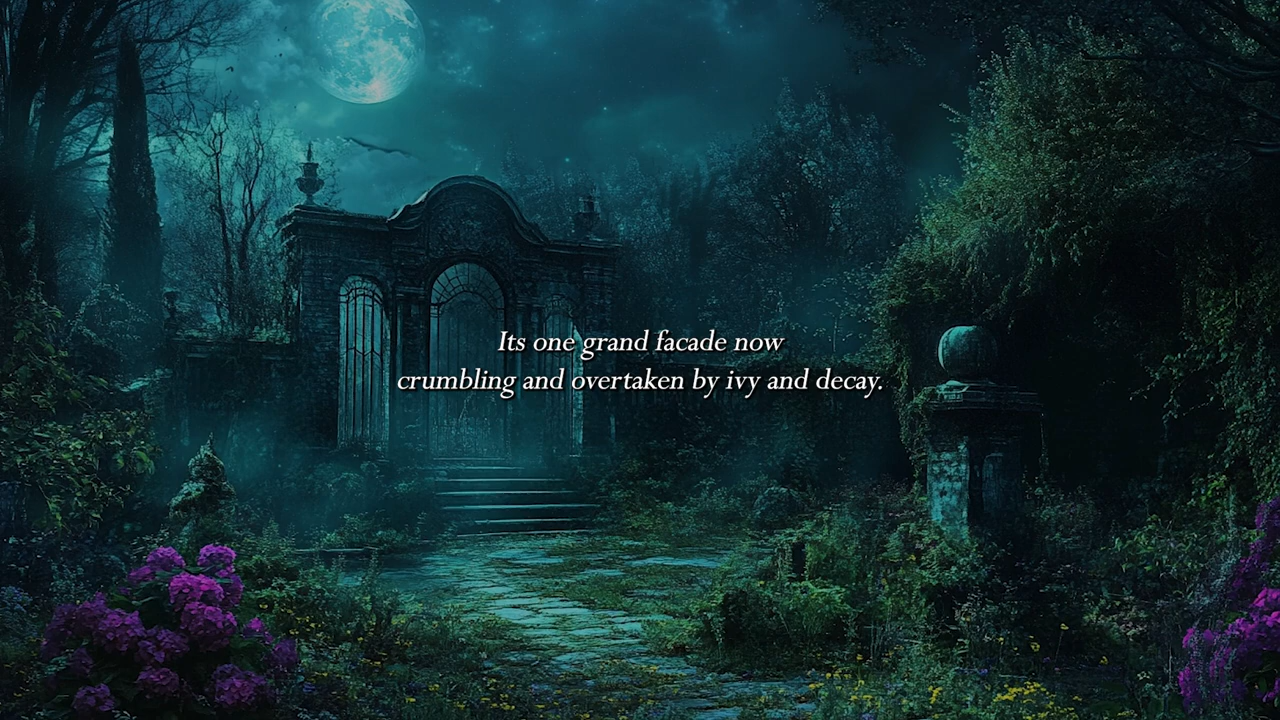 Its one grand facade now
crumbling and overtaken by ivy and decay.